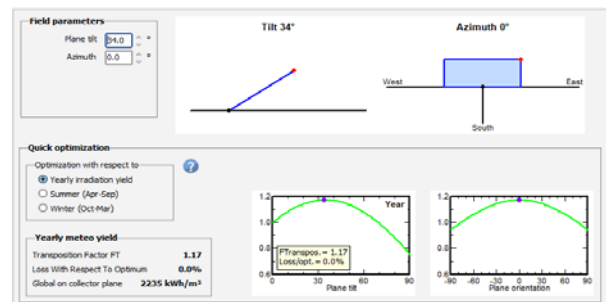 Field parameters
Plane tilt 34.0 °
Azimuth 0.0 °
Tilt 34°
Azimuth 0°
West
East
South
Quick optimization
Optimization with respect to
Yearly irradiation yield
Summer (Apr-Sep)
Winter (Oct-Mar)
?
Yearly meteo yield
Transposition Factor FT 1.17
Loss With Respect To Optimum 0.0%
Global on collector plane 2235 kWh/m²
1.2
1.0
0.8
0.6
Year
FTranspos. = 1.17
Loss/opt. = 0.0%
0 30 60 90
Plane tilt
1.2
1.0
0.8
0.6
-90 -60 -30 0 30 60 90
Plane orientation